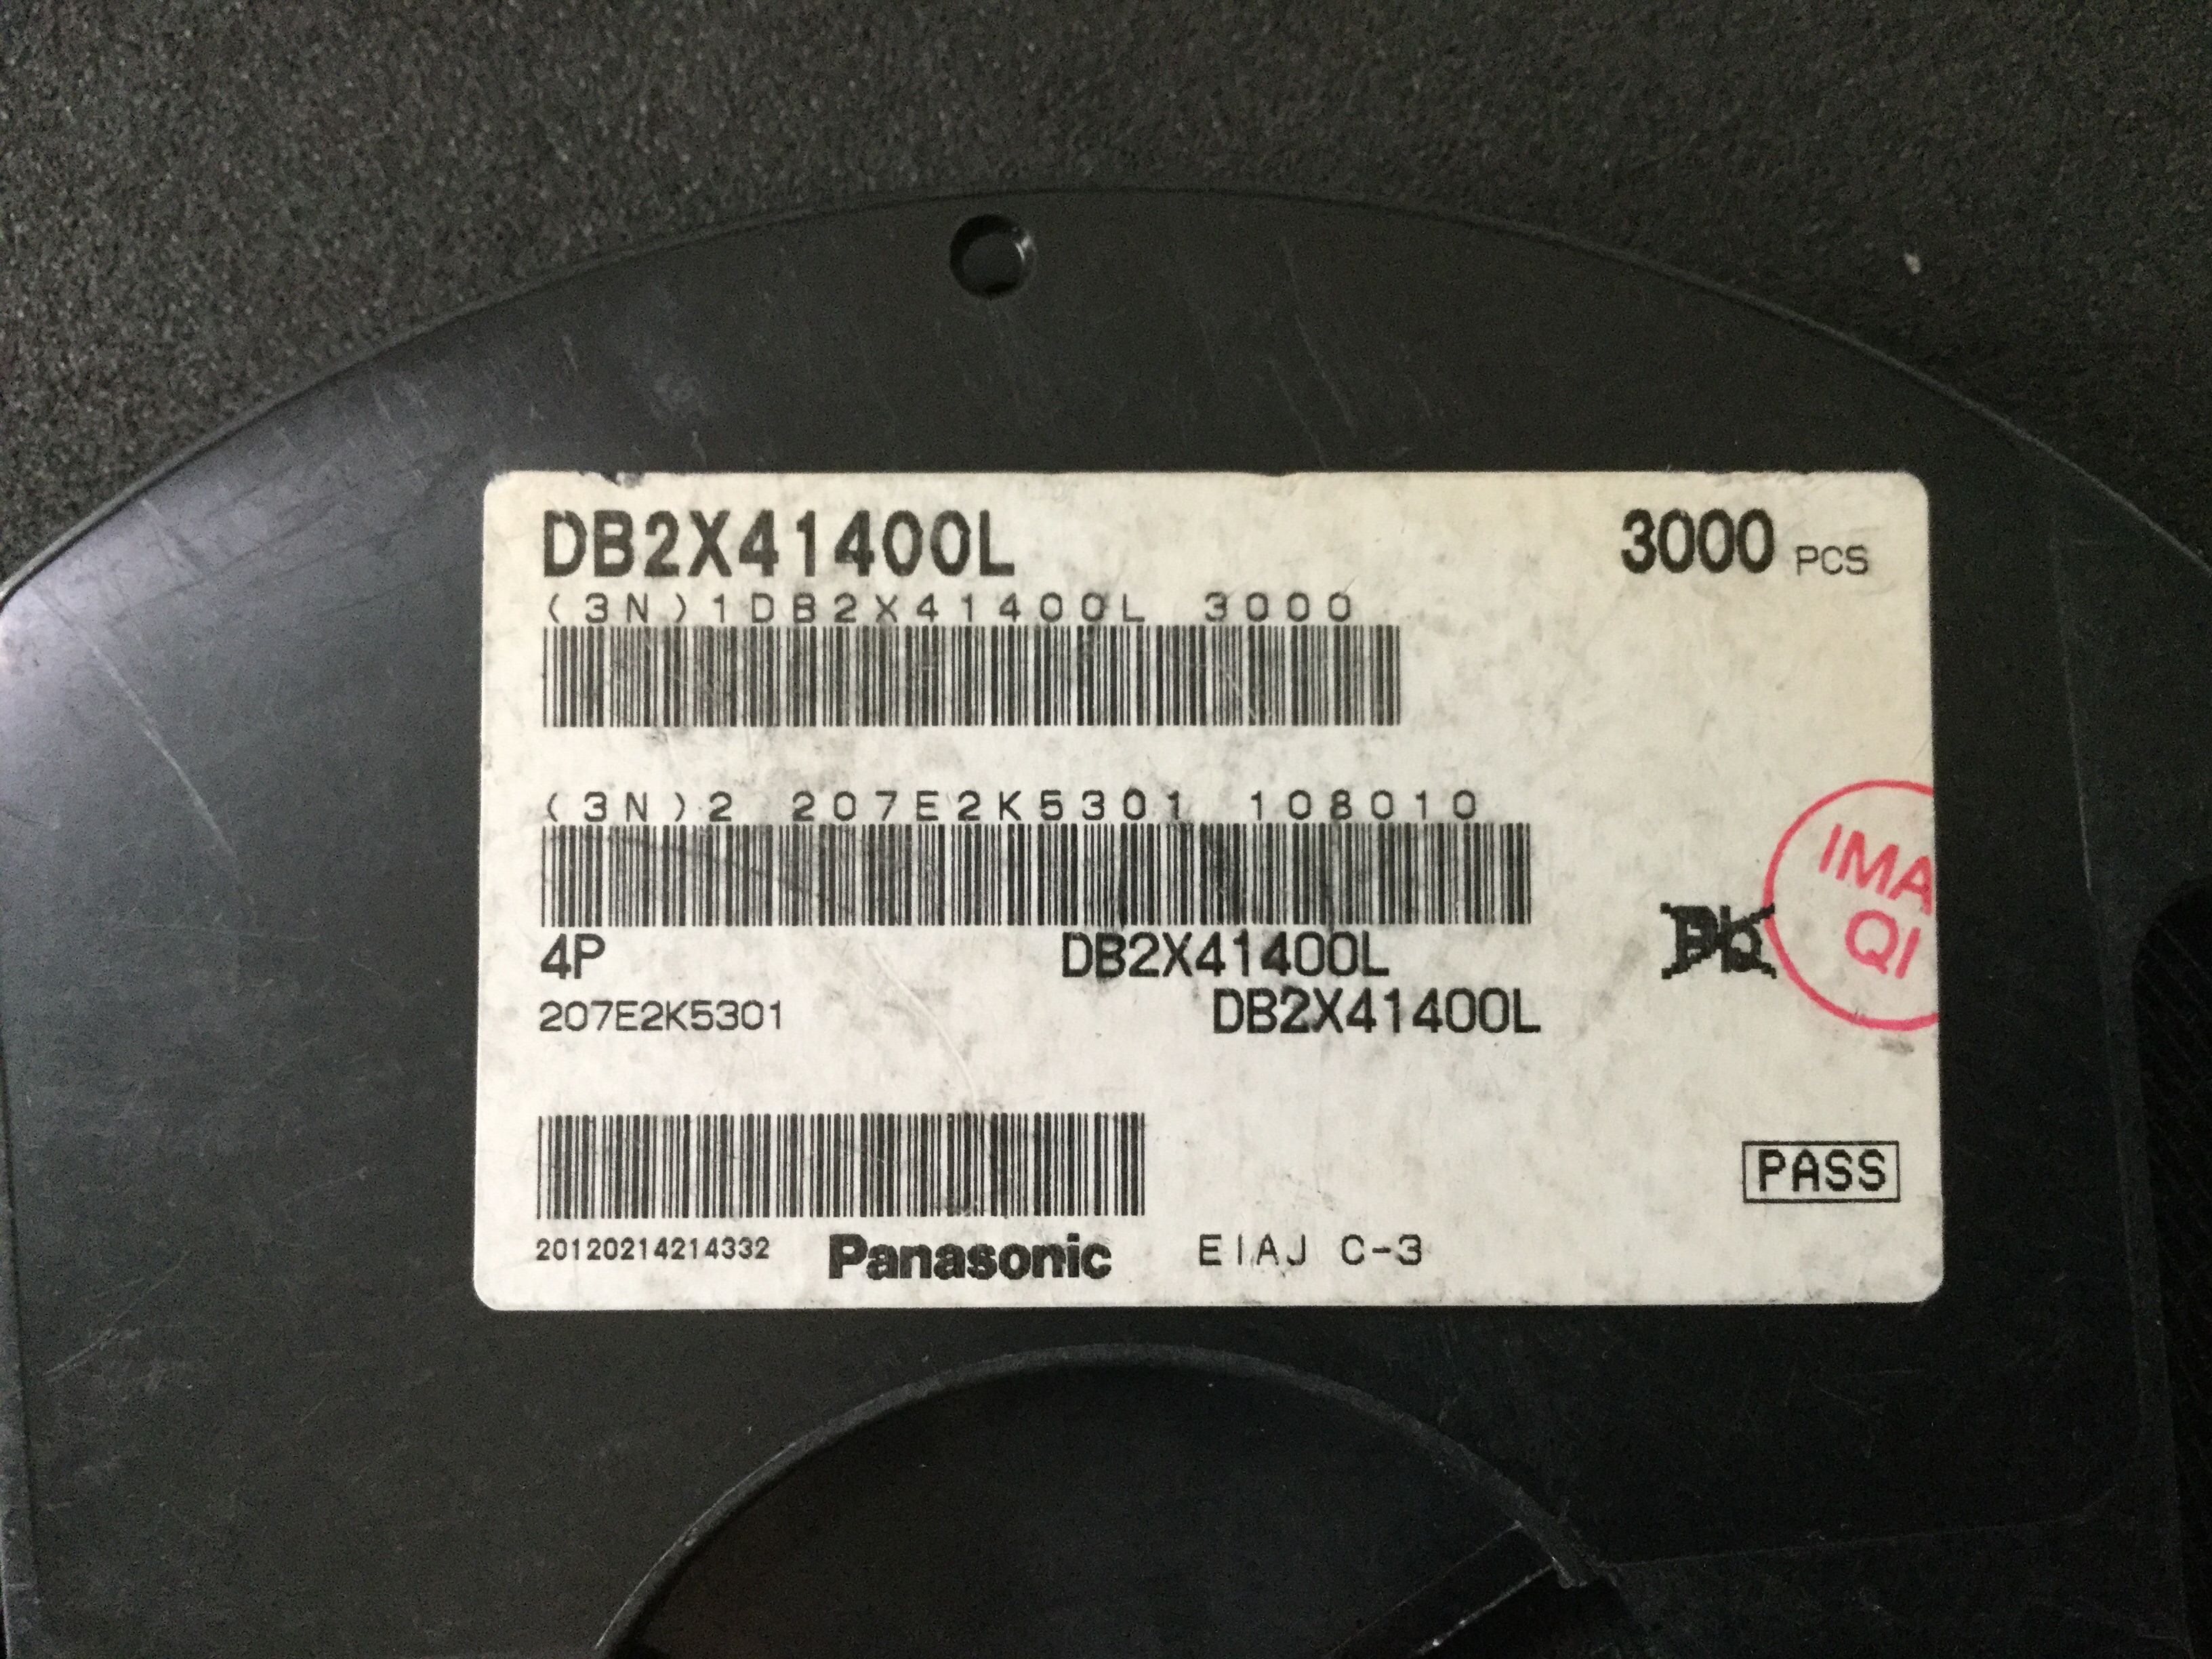 DB2X41400L 3000 PCS
(3N)1DB2X41400L 3000
(3N)2 207E2K5301 108010
IMA
QI
Pb
4P DB2X41400L
207E2K5301 DB2X41400L
PASS
20120214214332 Panasonic EIAJ C-3